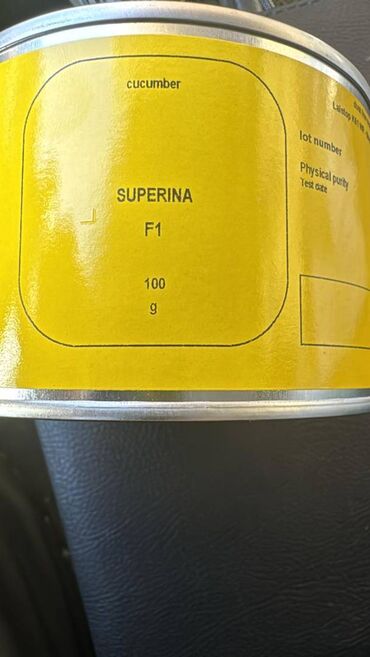 cucumber
SUPERINA
F1
100
g
lot number
Physical purity
Test date